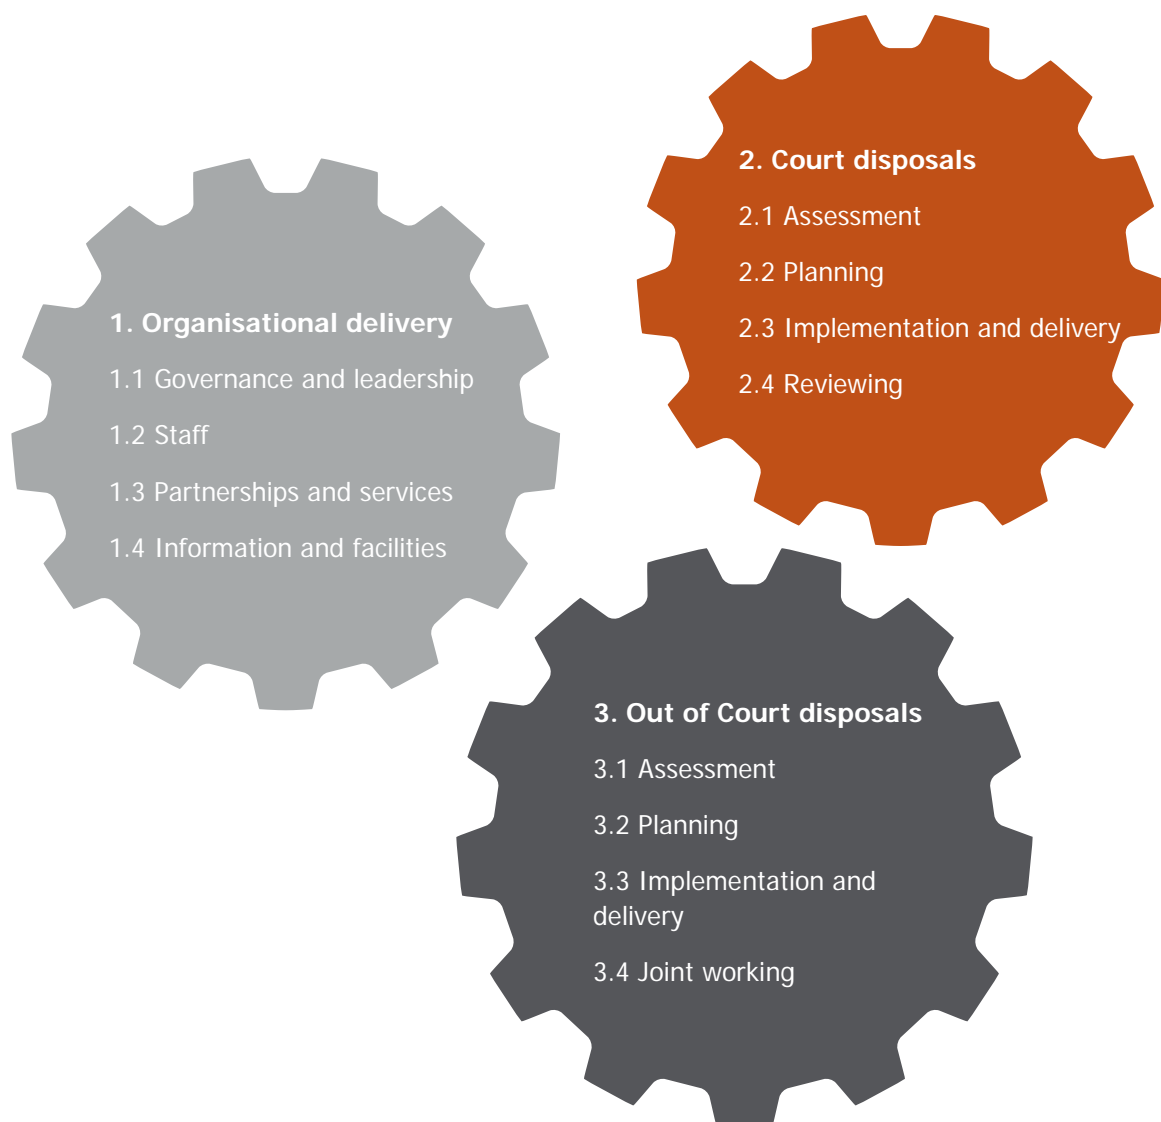 1. Organisational delivery
1.1 Governance and leadership
1.2 Staff
1.3 Partnerships and services
1.4 Information and facilities
2. Court disposals
2.1 Assessment
2.2 Planning
2.3 Implementation and delivery
2.4 Reviewing
3. Out of Court disposals
3.1 Assessment
3.2 Planning
3.3 Implementation and
delivery
3.4 Joint working